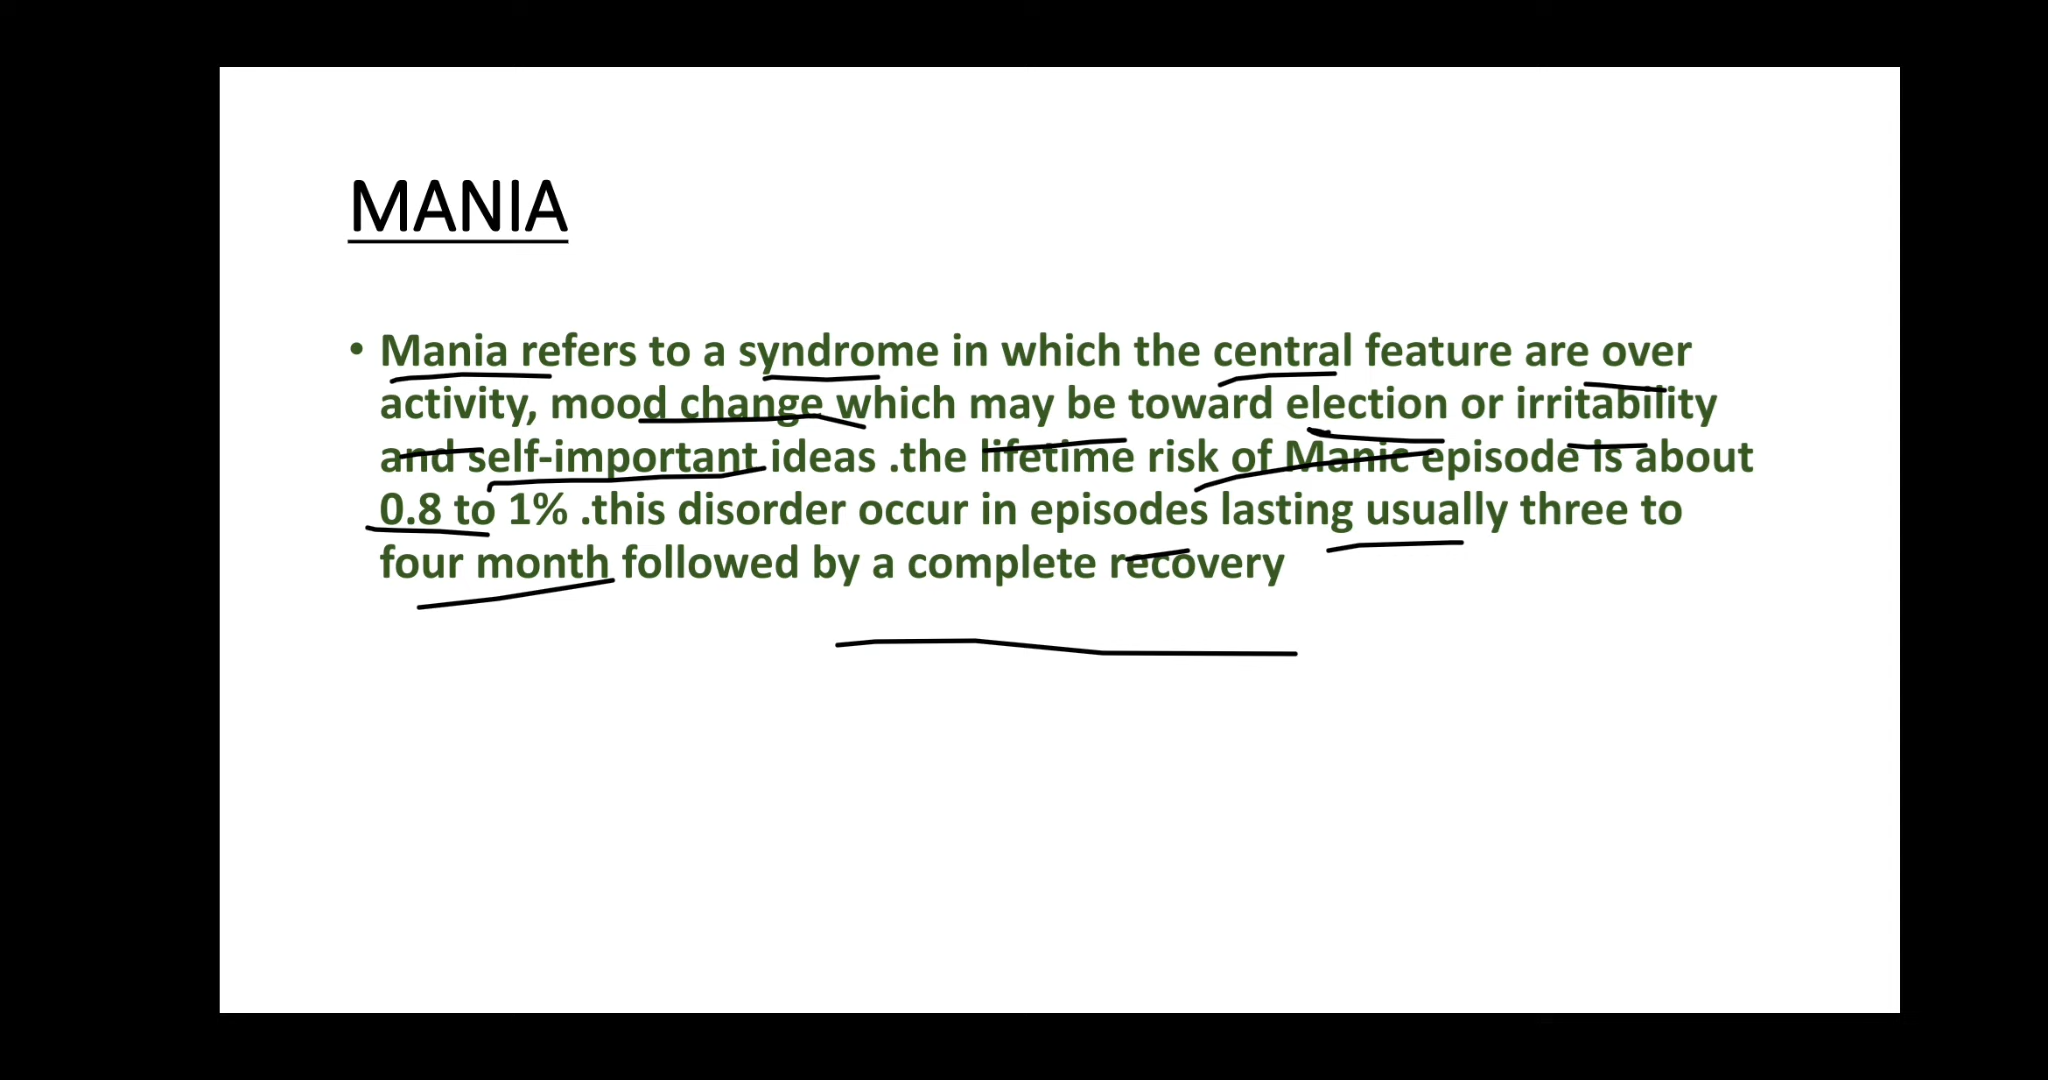 MANIA
• Mania refers to a syndrome in which the central feature are over
activity, mood change which may be toward election or irritability
and self-important ideas .the lifetime risk of Manic episode is about
0.8 to 1% .this disorder occur in episodes lasting usually three to
four month followed by a complete recovery